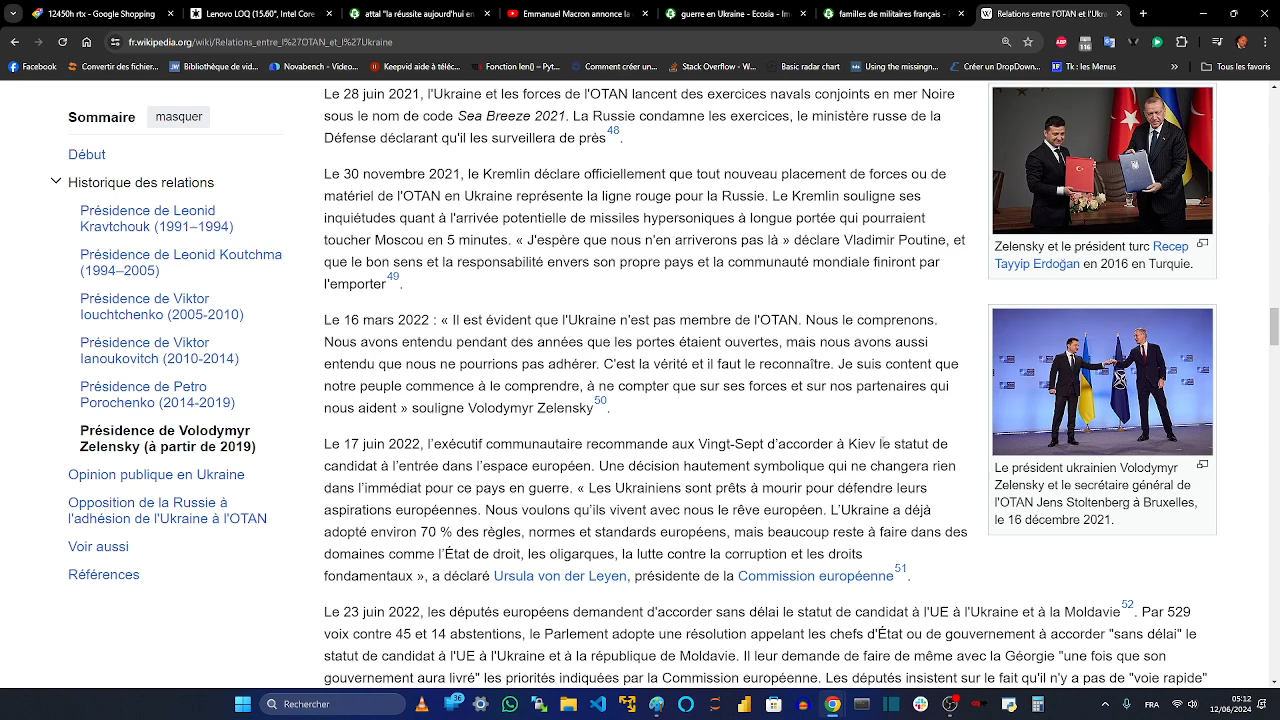 12450h rtx - Google Shopping
Lenovo LOQ (15.60", Intel Core
attal "la réussite aujourd'hui en
Emmanuel Macron annonce la
guerre en Ukraine - Ecosia - Im
familles de militaires français -
Relations entre l'OTAN et l'Ukra
fr.wikipedia.org/wiki/Relations_entre_l%27OTAN_et_l%27Ukraine
116
Facebook
Convertir des fichier...
Bibliothèque de vid...
Novabench - Video...
Keepvid aide à téléc...
Fonction len() – Pyt...
Comment créer un...
Stackoverflow - W...
Basic radar chart
Using the missingn...
Créer un DropDown...
Tk: les Menus
Tous les favoris
Sommaire masquer
Début
Historique des relations
Présidence de Leonid
Kravtchouk (1991–1994)
Présidence de Leonid Koutchma
(1994–2005)
Présidence de Viktor
Iouchtchenko (2005-2010)
Présidence de Viktor
Ianoukovitch (2010-2014)
Présidence de Petro
Porochenko (2014-2019)
Présidence de Volodymyr
Zelensky (à partir de 2019)
Opinion publique en Ukraine
Opposition de la Russie à
l'adhésion de l'Ukraine à l'OTAN
Voir aussi
Références
Le 28 juin 2021, l'Ukraine et les forces de l'OTAN lancent des exercices navals conjoints en mer Noire
sous le nom de code Sea Breeze 2021. La Russie condamne les exercices, le ministère russe de la
Défense déclarant qu'il les surveillera de près48.
Le 30 novembre 2021, le Kremlin déclare officiellement que tout nouveau placement de forces ou de
matériel de l'OTAN en Ukraine représente la ligne rouge pour la Russie. Le Kremlin souligne ses
inquiétudes quant à l'arrivée potentielle de missiles hypersoniques à longue portée qui pourraient
toucher Moscou en 5 minutes. « J'espère que nous n'en arriverons pas là » déclare Vladimir Poutine, et
que le bon sens et la responsabilité envers son propre pays et la communauté mondiale finiront par
l'emporter49.
Le 16 mars 2022 : « Il est évident que l'Ukraine n'est pas membre de l'OTAN. Nous le comprenons.
Nous avons entendu pendant des années que les portes étaient ouvertes, mais nous avons aussi
entendu que nous ne pourrions pas adhérer. C'est la vérité et il faut le reconnaître. Je suis content que
notre peuple commence à le comprendre, à ne compter que sur ses forces et sur nos partenaires qui
nous aident » souligne Volodymyr Zelensky50.
Le 17 juin 2022, l’exécutif communautaire recommande aux Vingt-Sept d’accorder à Kiev le statut de
candidat à l’entrée dans l’espace européen. Une décision hautement symbolique qui ne changera rien
dans l’immédiat pour ce pays en guerre. « Les Ukrainiens sont prêts à mourir pour défendre leurs
aspirations européennes. Nous voulons qu’ils vivent avec nous le rêve européen. L’Ukraine a déjà
adopté environ 70 % des règles, normes et standards européens, mais beaucoup reste à faire dans des
domaines comme l’État de droit, les oligarques, la lutte contre la corruption et les droits
fondamentaux », a déclaré Ursula von der Leyen, présidente de la Commission européenne51.
Le 23 juin 2022, les députés européens demandent d'accorder sans délai le statut de candidat à l'UE à l'Ukraine et à la Moldavie52. Par 529
voix contre 45 et 14 abstentions, le Parlement adopte une résolution appelant les chefs d'État ou de gouvernement à accorder "sans délai" le
statut de candidat à l'UE à l'Ukraine et à la république de Moldavie. Il leur demande de faire de même avec la Géorgie "une fois que son
gouvernement aura livré" les priorités indiquées par la Commission européenne. Les députés insistent sur le fait qu'il n'y a pas de "voie rapide"
Zelensky et le président turc Recep
Tayyip Erdoğan en 2016 en Turquie.
Le président ukrainien Volodymyr
Zelensky et le secrétaire général de
l'OTAN Jens Stoltenberg à Bruxelles,
le 16 décembre 2021.
Rechercher
36
05:12
12/06/2024